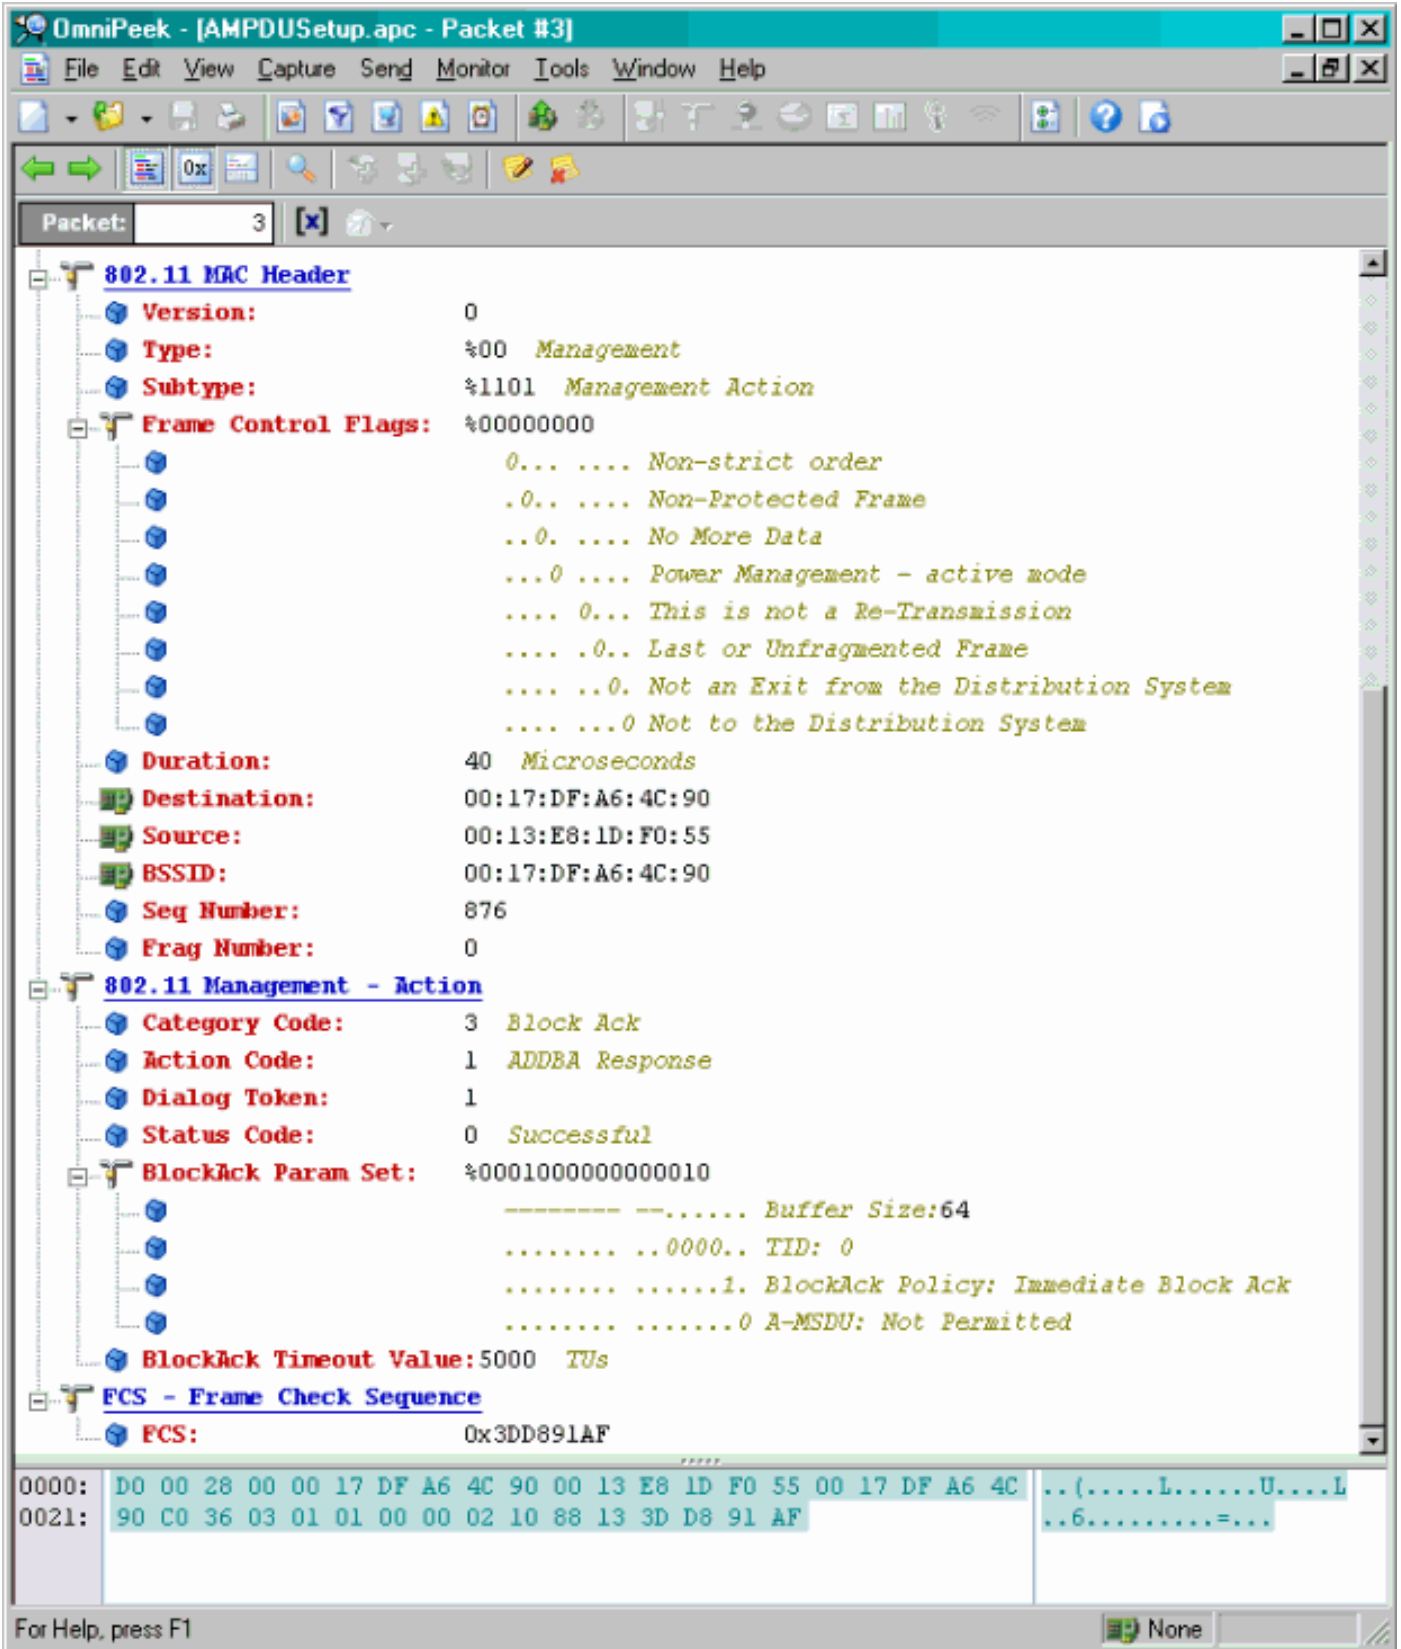 OmniPeek - [AMPDUSetup.apc - Packet #3]
File Edit View Capture Send Monitor Tools Window Help
0x
Packet: 3 [x]
802.11 MAC Header
Version: 0
Type: %00 Management
Subtype: %1101 Management Action
Frame Control Flags: %00000000
0... .... Non-strict order
.0.. .... Non-Protected Frame
..0. .... No More Data
...0 .... Power Management - active mode
.... 0... This is not a Re-Transmission
.... .0.. Last or Unfragmented Frame
.... ..0. Not an Exit from the Distribution System
.... ...0 Not to the Distribution System
Duration: 40 Microseconds
Destination: 00:17:DF:A6:4C:90
Source: 00:13:E8:1D:F0:55
BSSID: 00:17:DF:A6:4C:90
Seq Number: 876
Frag Number: 0
802.11 Management - Action
Category Code: 3 Block Ack
Action Code: 1 ADDBA Response
Dialog Token: 1
Status Code: 0 Successful
BlockAck Param Set: %0001000000000010
-------- --...... Buffer Size:64
........ ..0000.. TID: 0
........ ......1. BlockAck Policy: Immediate Block Ack
........ .......0 A-MSDU: Not Permitted
BlockAck Timeout Value:5000 TUs
FCS - Frame Check Sequence
FCS: 0x3DD891AF
0000: D0 00 28 00 00 17 DF A6 4C 90 00 13 E8 1D F0 55 00 17 DF A6 4C ..(.....L......U....L
0021: 90 C0 36 03 01 01 00 00 02 10 88 13 3D D8 91 AF ..6.........=...
For Help, press F1 None